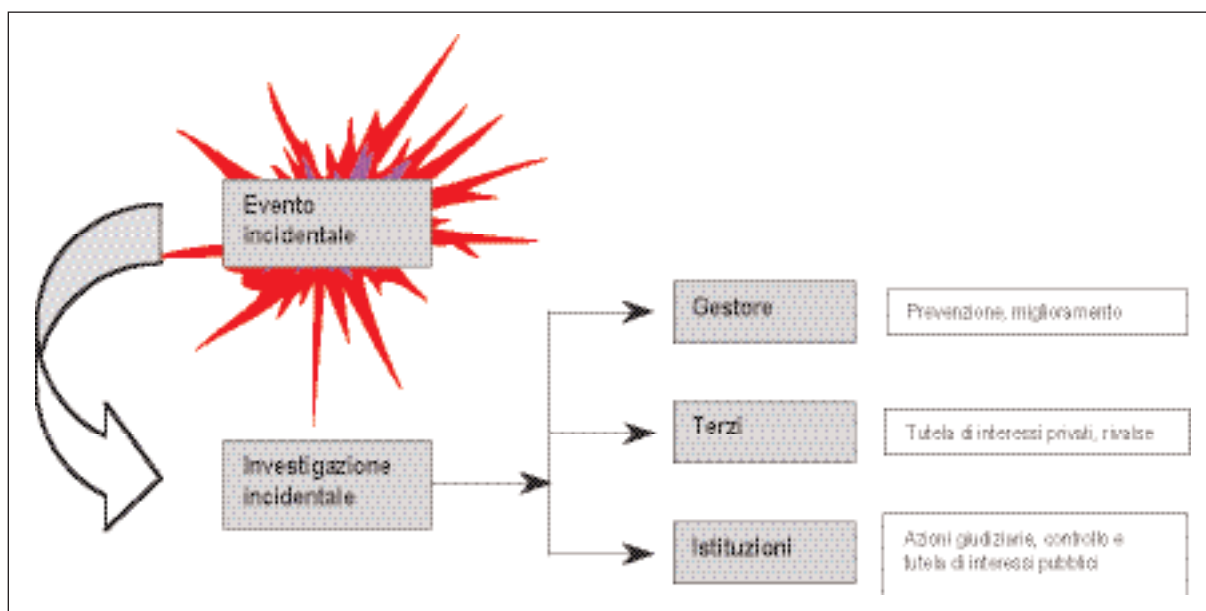 Evento
incidentale
Gestore
Prevenzione, miglioramento
Terzi
Tutela di interessi privati, rivalse
Investigazione
incidentale
Istituzioni
Azioni giudiziarie, controllo e
tutela di interessi pubblici